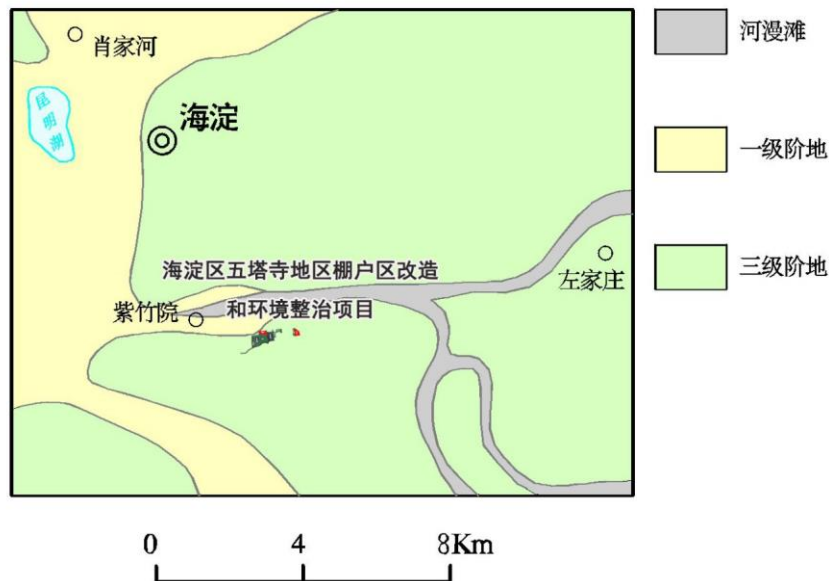 肖家河
河漫滩
昆明湖
海淀
一级阶地
海淀区五塔寺地区棚户区改造
三级阶地
左家庄
紫竹院
和环境整治项目
0 4 8Km